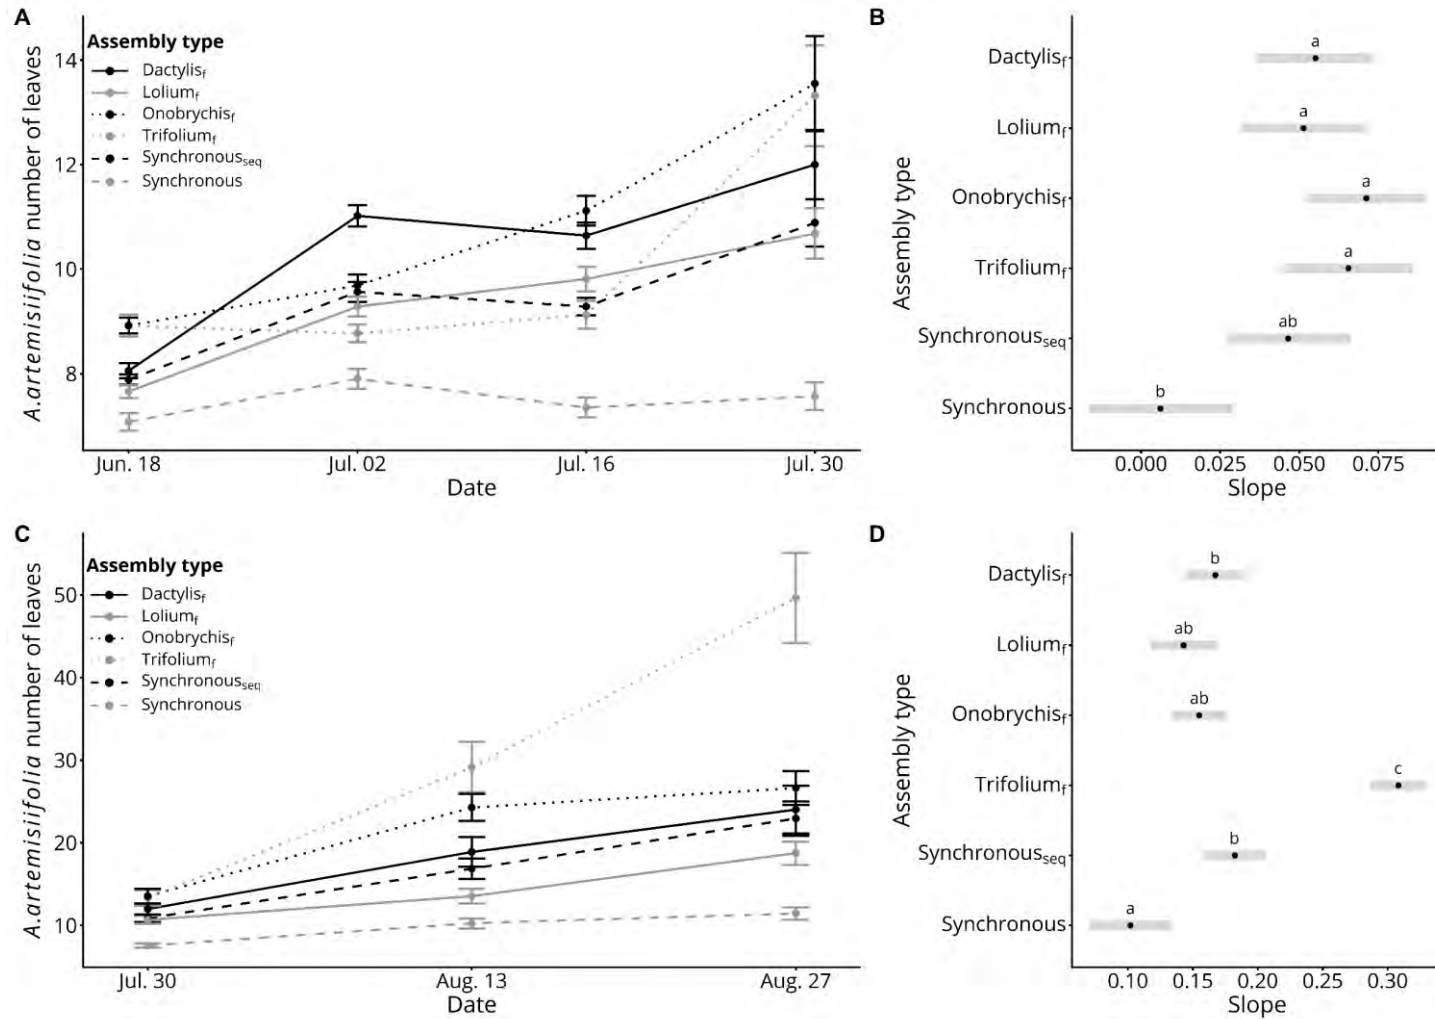 A
A.artemisiifolia number of leaves
14
12
10
8
Assembly type
Dactylisf
Loliumf
Onobrychisf
Trifoliumf
Synchronousseq
Synchronous
Jun. 18
Jul. 02
Jul. 16
Jul. 30
Date
B
Assembly type
Dactylisf
Loliumf
Onobrychisf
Trifoliumf
Synchronousseq
Synchronous
a
a
a
a
ab
b
0.000
0.025
0.050
0.075
Slope
C
A.artemisiifolia number of leaves
50
40
30
20
10
Assembly type
Dactylisf
Loliumf
Onobrychisf
Trifoliumf
Synchronousseq
Synchronous
Jul. 30
Aug. 13
Aug. 27
Date
D
Assembly type
Dactylisf
Loliumf
Onobrychisf
Trifoliumf
Synchronousseq
Synchronous
b
ab
ab
c
b
a
0.10
0.15
0.20
0.25
0.30
Slope